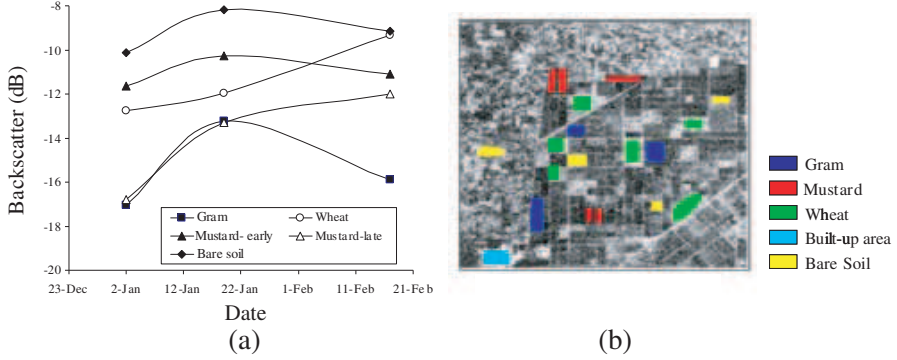 -8
-10
-12
-14
-16
-18
-20
Backscatter (dB)
23-Dec 2-Jan 12-Jan 22-Jan 1-Feb 11-Feb 21-Feb
Date
Gram Wheat
Mustard- early Mustard-late
Bare soil
(a)
Gram
Mustard
Wheat
Built-up area
Bare Soil
(b)